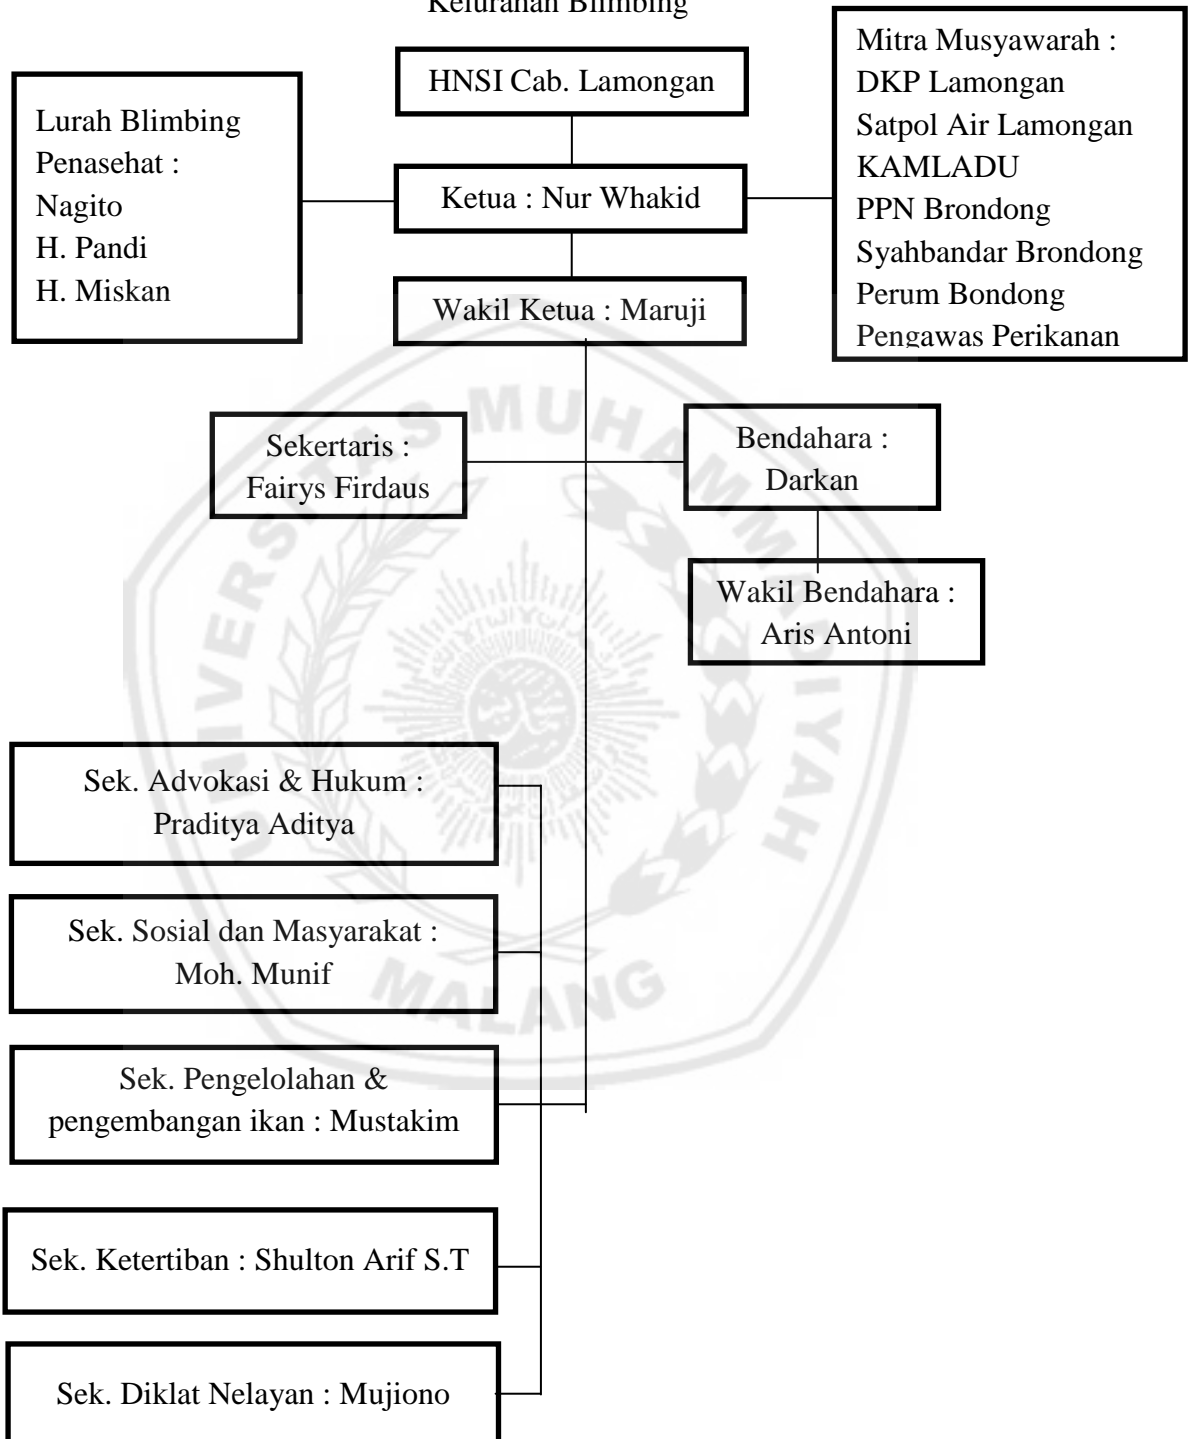 Kelurahan Blimbing
HNSI Cab. Lamongan
Lurah Blimbing
Penasehat :
Nagito
H. Pandi
H. Miskan
Ketua : Nur Whakid
Mitra Musyawarah :
DKP Lamongan
Satpol Air Lamongan
KAMLADU
PPN Brondong
Syahbandar Brondong
Perum Bondong
Pengawas Perikanan
Wakil Ketua : Maruji
Sekertaris :
Fairys Firdaus
Bendahara :
Darkan
Wakil Bendahara :
Aris Antoni
Sek. Advokasi & Hukum :
Praditya Aditya
Sek. Sosial dan Masyarakat :
Moh. Munif
Sek. Pengelolahan &
pengembangan ikan : Mustakim
Sek. Ketertiban : Shulton Arif S.T
Sek. Diklat Nelayan : Mujiono
UNIVERSITAS MUHAMMADIYAH
MALANG